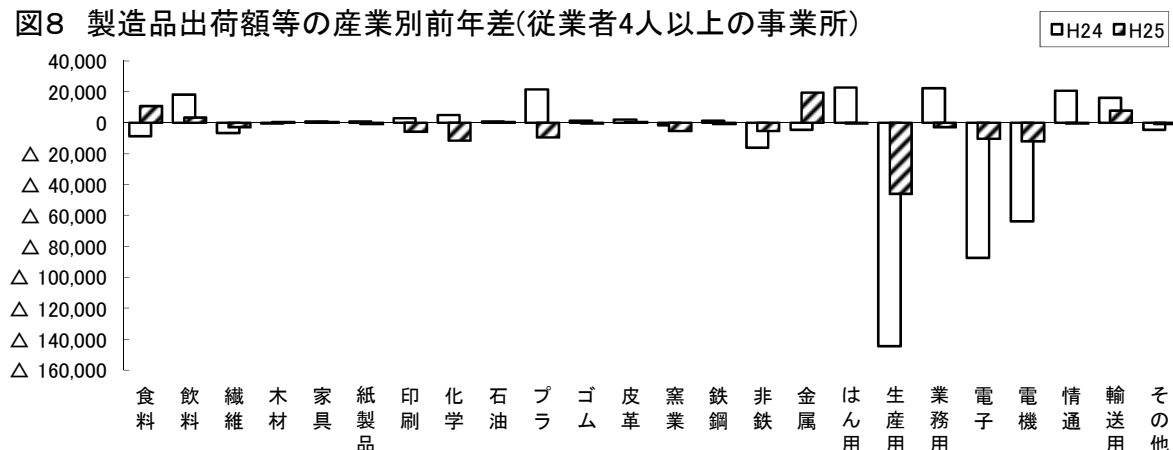 図8 製造品出荷額等の産業別前年差(従業者4人以上の事業所)
H24 H25
40,000
20,000
0
△ 20,000
△ 40,000
△ 60,000
△ 80,000
△ 100,000
△ 120,000
△ 140,000
△ 160,000
食料
飲料
繊維
木材
家具
紙製品
印刷
化学
石油
プラ
ゴム
皮革
窯業
鉄鋼
非鉄
金属
はん用
生産用
業務用
電子
電機
情通
輸送用
その他